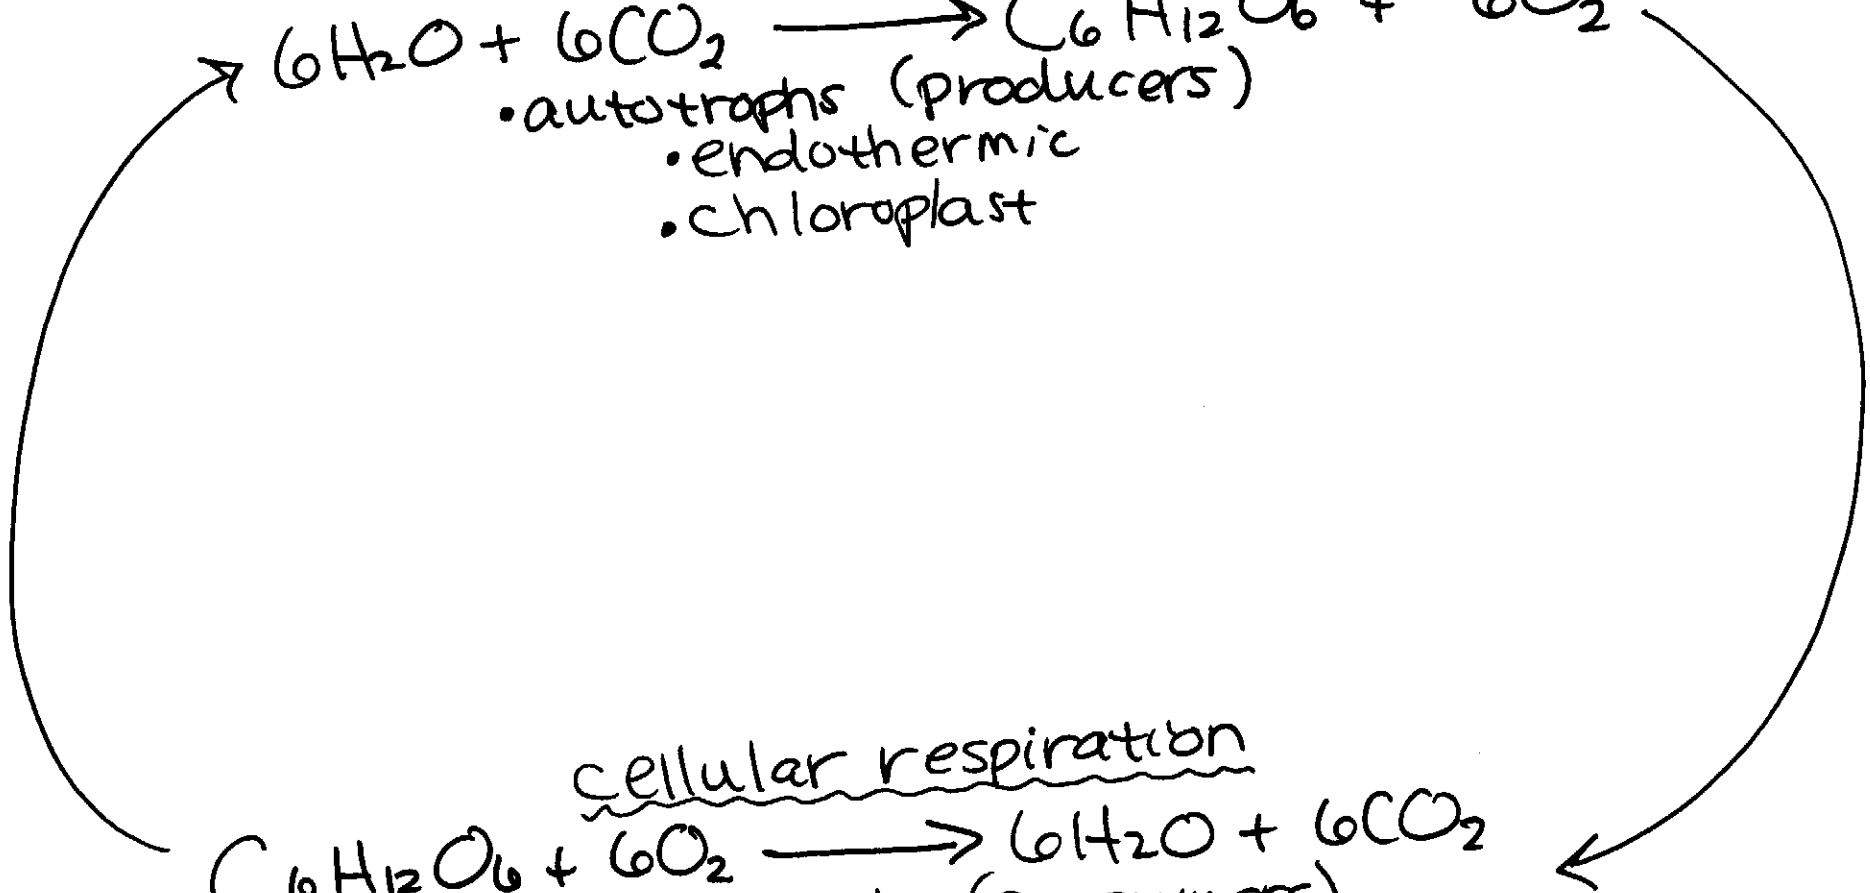 6H₂O + 6CO₂ → C₆H₁₂O₆ + 6O₂
•autotrophs (producers)
•endothermic
•chloroplast
cellular respiration
C₆H₁₂O₆ + 6O₂ → 6H₂O + 6CO₂